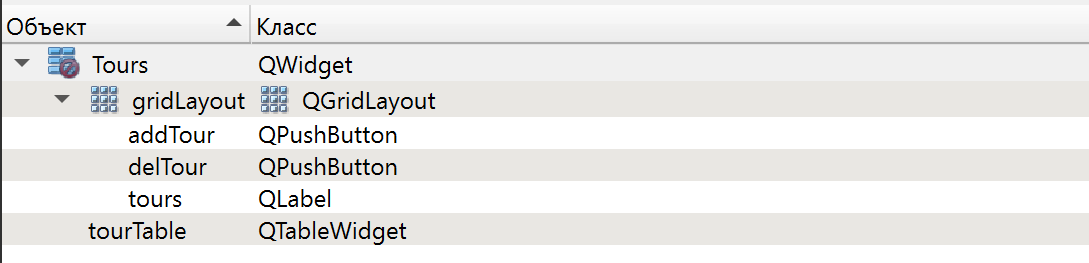 Объект Класс
Tours QWidget
gridLayout QGridLayout
addTour QPushButton
delTour QPushButton
tours QLabel
tourTable QTableWidget